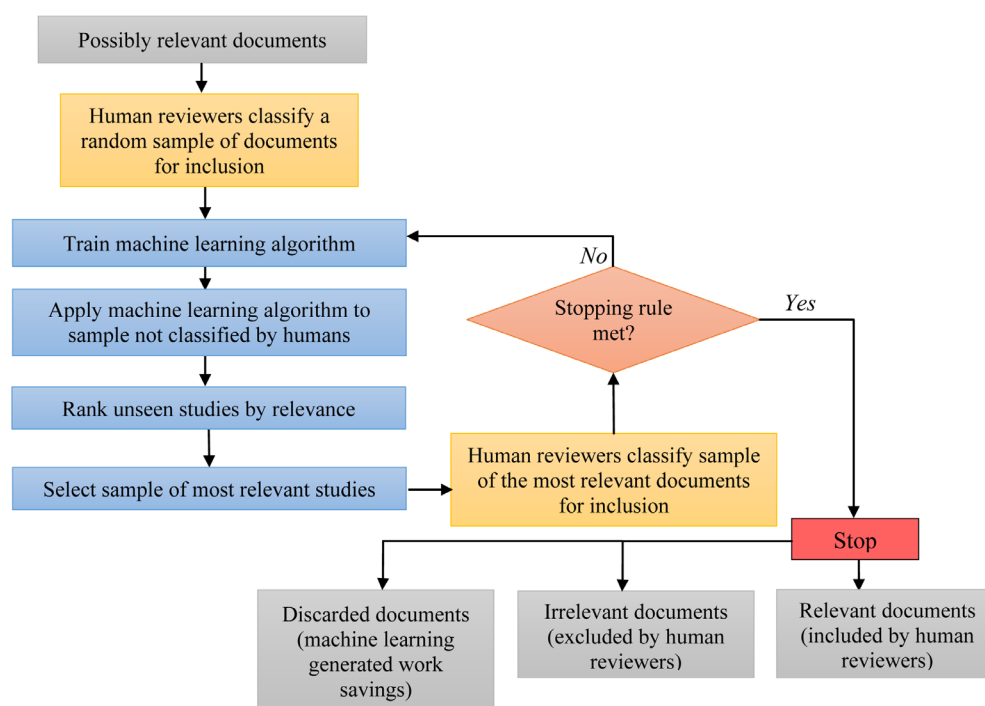 Possibly relevant documents
Human reviewers classify a
random sample of documents
for inclusion
Train machine learning algorithm
Apply machine learning algorithm to
sample not classified by humans
Rank unseen studies by relevance
Select sample of most relevant studies
Human reviewers classify sample
of the most relevant documents
for inclusion
Stopping rule
met?
No
Yes
Stop
Discarded documents
(machine learning
generated work
savings)
Irrelevant documents
(excluded by human
reviewers)
Relevant documents
(included by human
reviewers)